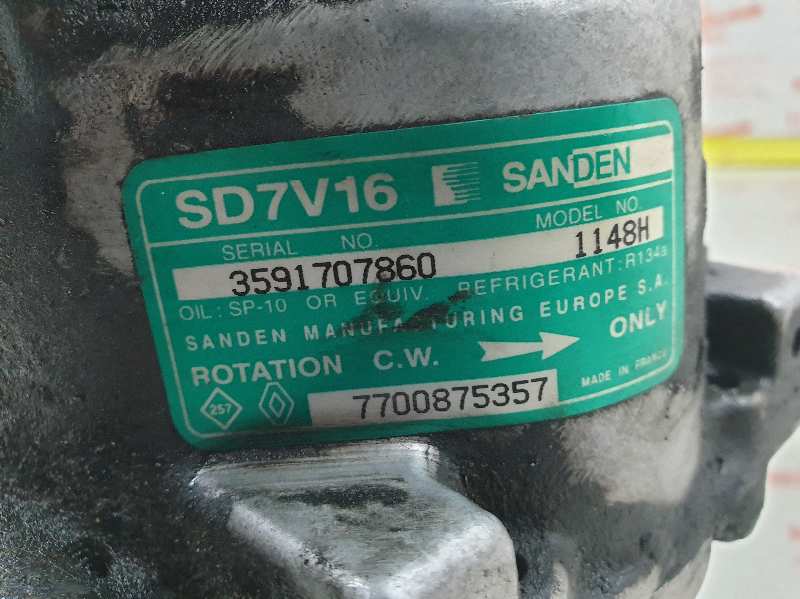 SD7V16 SANDEN
SERIAL NO. MODEL NO.
3591707860 1148H
OIL: SP-10 OR EQUIV. REFRIGERANT: R134a
SANDEN MANUFACTURING EUROPE S.A.
ROTATION C.W. ONLY
257 7700875357 MADE IN FRANCE